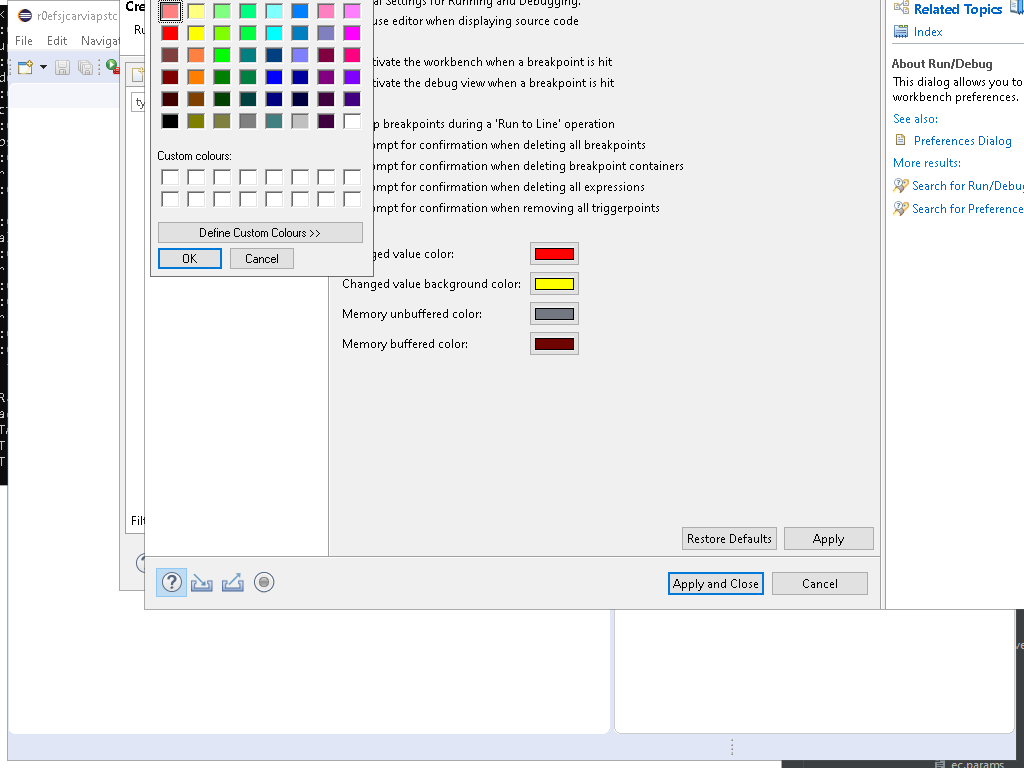 r0efsjcarviapstc
File Edit Navigat
Cre
Ru
ty
Filt
al Settings for Running and Debugging.
use editor when displaying source code
tivate the workbench when a breakpoint is hit
tivate the debug view when a breakpoint is hit
p breakpoints during a 'Run to Line' operation
ompt for confirmation when deleting all breakpoints
ompt for confirmation when deleting breakpoint containers
ompt for confirmation when deleting all expressions
ompt for confirmation when removing all triggerpoints
Custom colours:
Define Custom Colours >>
OK Cancel
ged value color:
Changed value background color:
Memory unbuffered color:
Memory buffered color:
Restore Defaults Apply
Apply and Close Cancel
Related Topics
Index
About Run/Debug
This dialog allows you to
workbench preferences.
See also:
Preferences Dialog
More results:
Search for Run/Debug
Search for Preference
ec.params